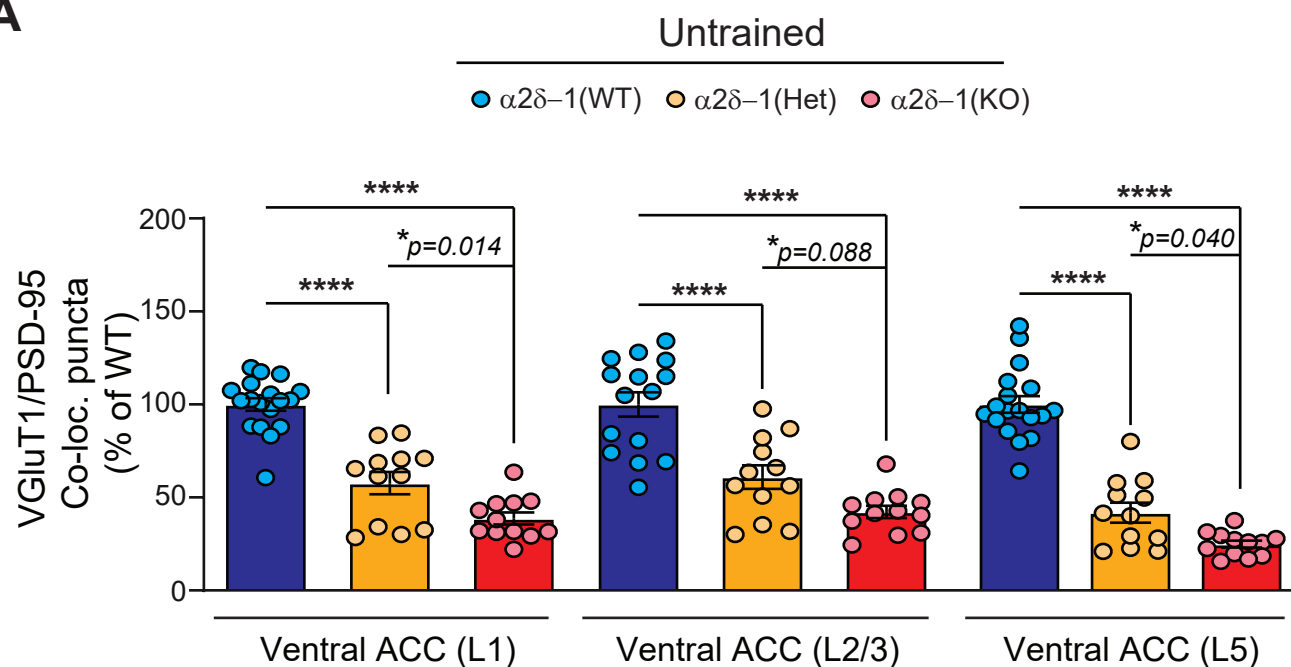 A
Untrained
α2δ–1(WT) α2δ–1(Het) α2δ–1(KO)
VGluT1/PSD-95
Co-loc. puncta
(% of WT)
200
150
100
50
0
****
*p=0.014
****
****
*p=0.088
****
****
*p=0.040
****
Ventral ACC (L1) Ventral ACC (L2/3) Ventral ACC (L5)